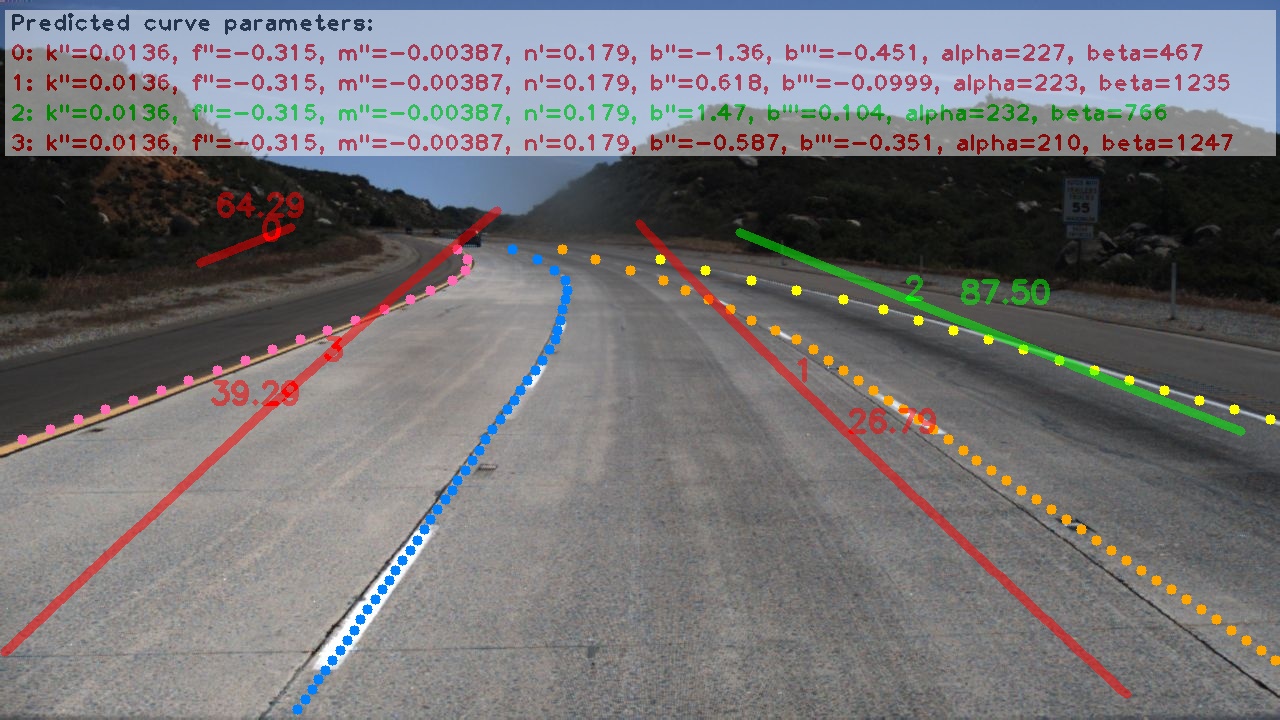 Predicted curve parameters:
0: k''=0.0136, f''=−0.315, m''=−0.00387, n'=0.179, b''=−1.36, b'''=−0.451, alpha=227, beta=467
1: k''=0.0136, f''=−0.315, m''=−0.00387, n'=0.179, b''=0.618, b'''=−0.0999, alpha=223, beta=1235
2: k''=0.0136, f''=−0.315, m''=−0.00387, n'=0.179, b''=1.47, b'''=0.104, alpha=232, beta=766
3: k''=0.0136, f''=−0.315, m''=−0.00387, n'=0.179, b''=−0.587, b'''=−0.351, alpha=210, beta=1247
TRUCKS
55
MAXIMUM
64.29
0
2
87.50
3
1
39.29
26.79